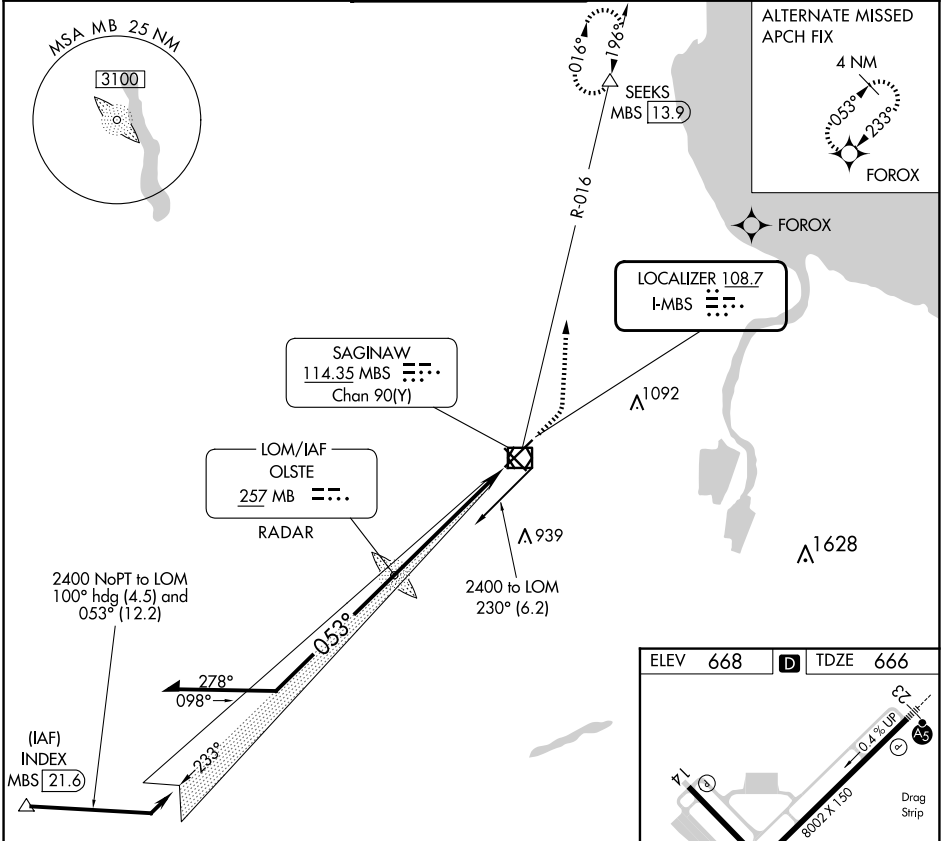 MSA MB 25 NM
3100
016°
196°
SEEKS
MBS 13.9
ALTERNATE MISSED
APCH FIX
4 NM
053°
233°
FOROX
FOROX
R-016
LOCALIZER 108.7
I-MBS
SAGINAW
114.35 MBS
Chan 90(Y)
1092
LOM/IAF
OLSTE
257 MB
RADAR
939
1628
2400 to LOM
230° (6.2)
2400 NoPT to LOM
100° hdg (4.5) and
053° (12.2)
053°
278°
098°
233°
(IAF)
INDEX
MBS 21.6
ELEV 668 D TDZE 666
23
A5
0.4% UP
P
14
P
8002 X 150
Drag
Strip